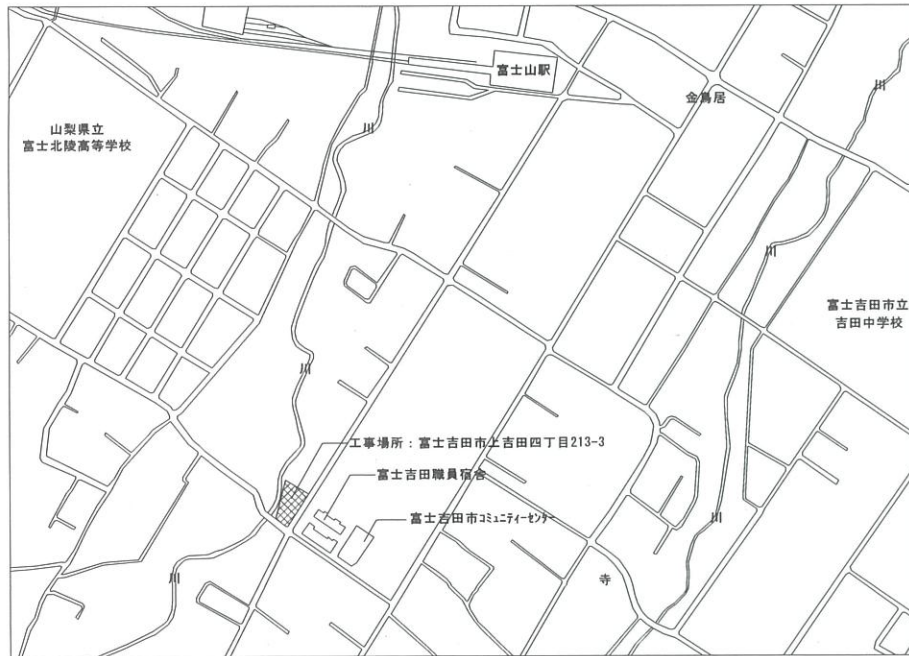 富士山駅
金鳥居
川
川
山梨県立
富士北陵高等学校
川
富士吉田市立
吉田中学校
川
工事場所：富士吉田市上吉田四丁目213-3
富士吉田職員宿舎
富士吉田市コミュニティーセンター
川
川
寺